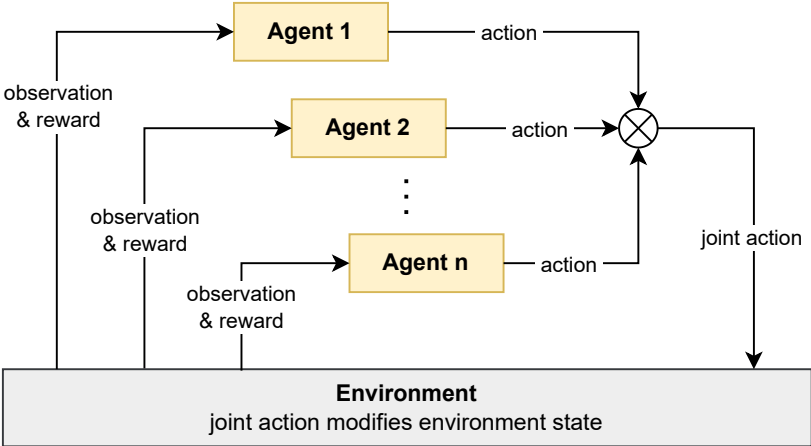 Agent 1
action
observation
& reward
Agent 2
action
observation
& reward
⋮
Agent n
action
joint action
observation
& reward
Environment
joint action modifies environment state